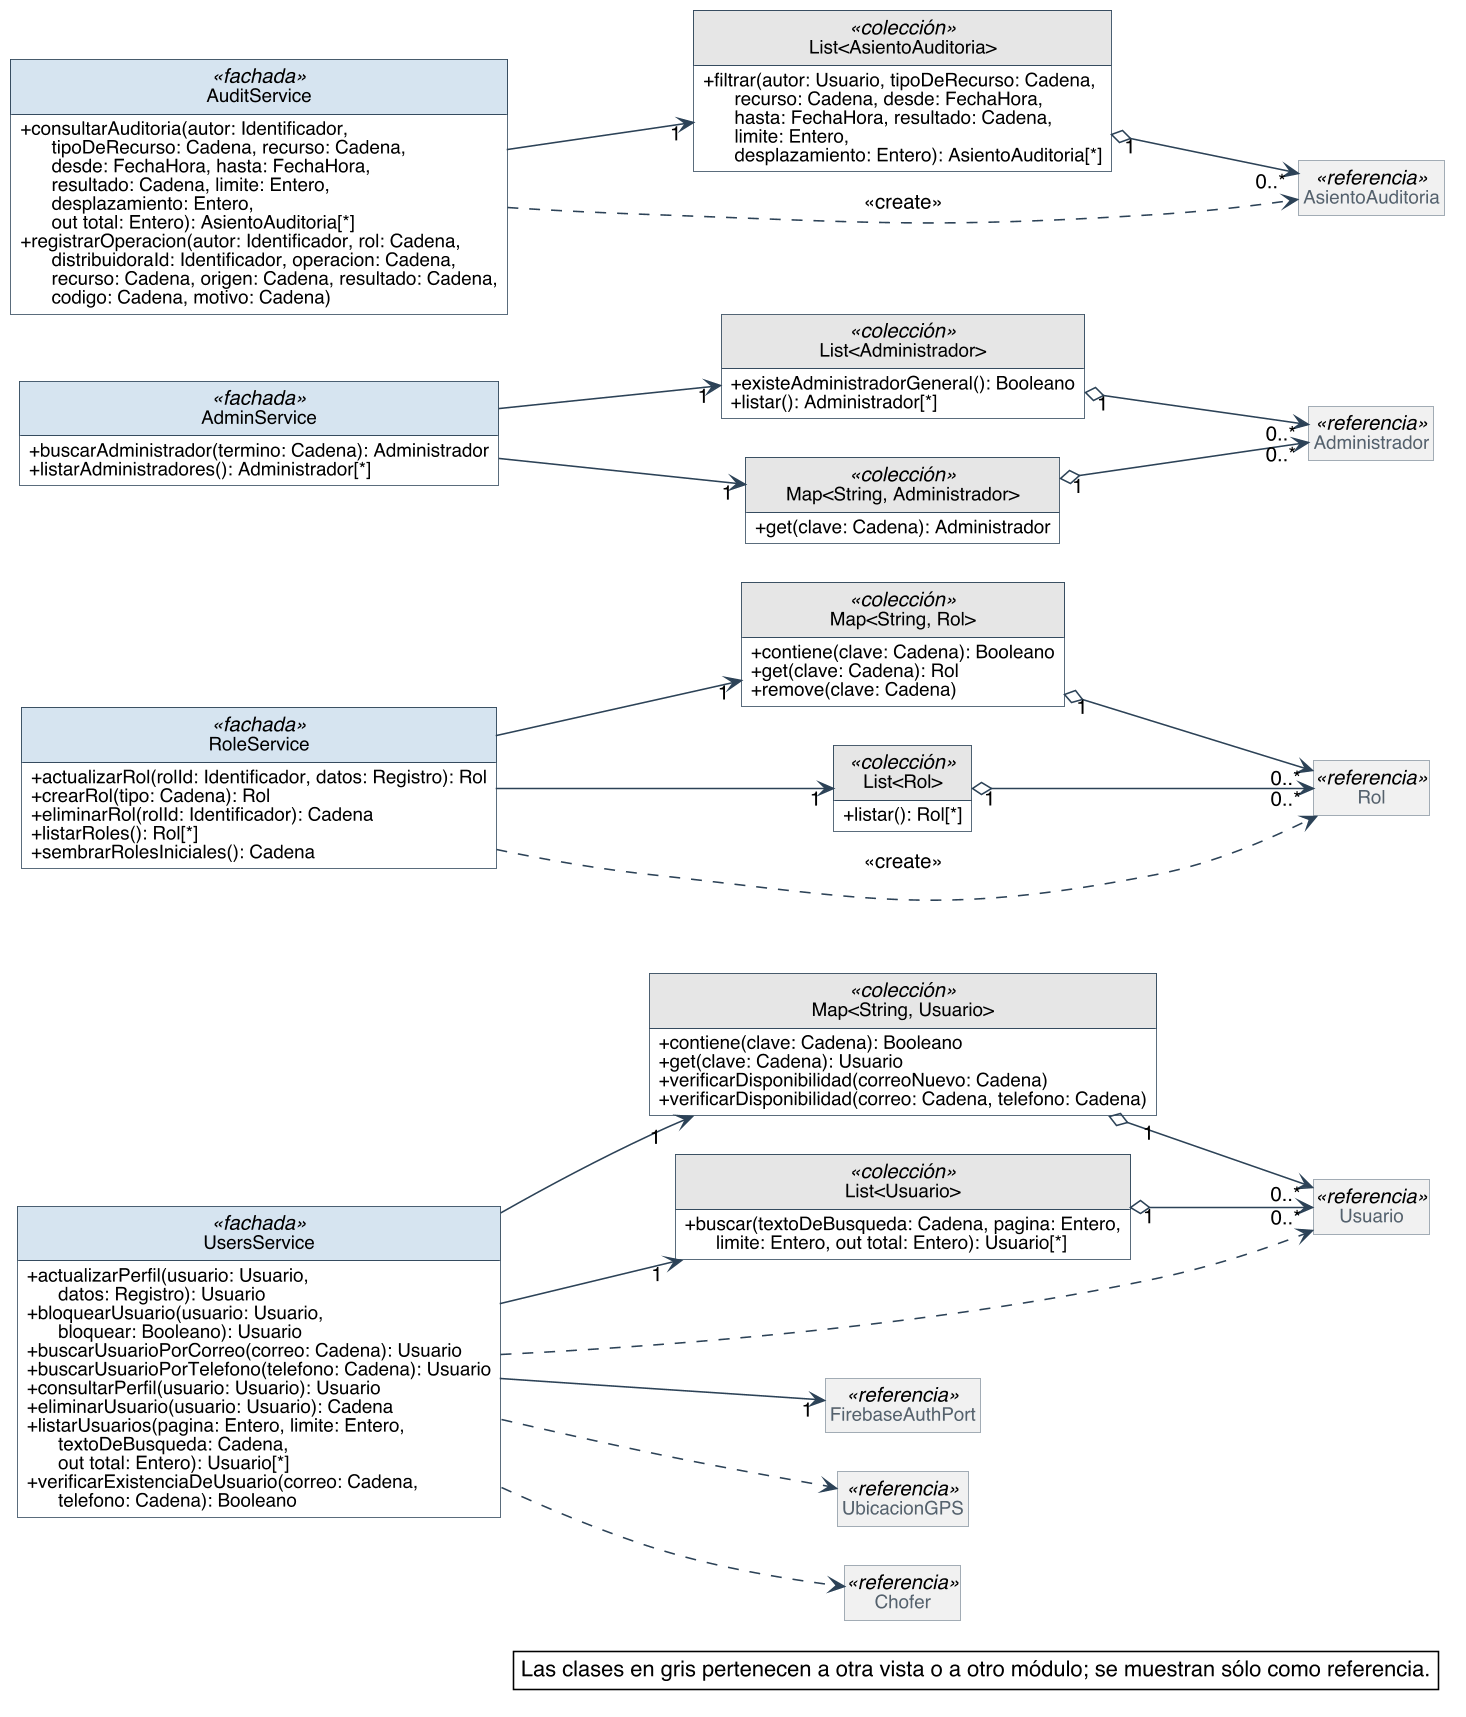 «colección»
List<AsientoAuditoria>
+filtrar(autor: Usuario, tipoDeRecurso: Cadena,
recurso: Cadena, desde: FechaHora,
hasta: FechaHora, resultado: Cadena,
limite: Entero,
desplazamiento: Entero): AsientoAuditoria[*]
«fachada»
AuditService
+consultarAuditoria(autor: Identificador,
tipoDeRecurso: Cadena, recurso: Cadena,
desde: FechaHora, hasta: FechaHora,
resultado: Cadena, limite: Entero,
desplazamiento: Entero,
out total: Entero): AsientoAuditoria[*]
+registrarOperacion(autor: Identificador, rol: Cadena,
distribuidoraId: Identificador, operacion: Cadena,
recurso: Cadena, origen: Cadena, resultado: Cadena,
codigo: Cadena, motivo: Cadena)
1
1
0..*
«create»
«referencia»
AsientoAuditoria
«colección»
List<Administrador>
+existeAdministradorGeneral(): Booleano
+listar(): Administrador[*]
«fachada»
AdminService
+buscarAdministrador(termino: Cadena): Administrador
+listarAdministradores(): Administrador[*]
1
1
0..*
«referencia»
Administrador
0..*
1
1
«colección»
Map<String, Administrador>
+get(clave: Cadena): Administrador
«colección»
Map<String, Rol>
+contiene(clave: Cadena): Booleano
+get(clave: Cadena): Rol
+remove(clave: Cadena)
1
1
«fachada»
RoleService
+actualizarRol(rolId: Identificador, datos: Registro): Rol
+crearRol(tipo: Cadena): Rol
+eliminarRol(rolId: Identificador): Cadena
+listarRoles(): Rol[*]
+sembrarRolesIniciales(): Cadena
«colección»
List<Rol>
+listar(): Rol[*]
1
1
0..*
0..*
«referencia»
Rol
«create»
«colección»
Map<String, Usuario>
+contiene(clave: Cadena): Booleano
+get(clave: Cadena): Usuario
+verificarDisponibilidad(correoNuevo: Cadena)
+verificarDisponibilidad(correo: Cadena, telefono: Cadena)
1
1
«colección»
List<Usuario>
+buscar(textoDeBusqueda: Cadena, pagina: Entero,
limite: Entero, out total: Entero): Usuario[*]
1
1
0..*
0..*
«referencia»
Usuario
«fachada»
UsersService
+actualizarPerfil(usuario: Usuario,
datos: Registro): Usuario
+bloquearUsuario(usuario: Usuario,
bloquear: Booleano): Usuario
+buscarUsuarioPorCorreo(correo: Cadena): Usuario
+buscarUsuarioPorTelefono(telefono: Cadena): Usuario
+consultarPerfil(usuario: Usuario): Usuario
+eliminarUsuario(usuario: Usuario): Cadena
+listarUsuarios(pagina: Entero, limite: Entero,
textoDeBusqueda: Cadena,
out total: Entero): Usuario[*]
+verificarExistenciaDeUsuario(correo: Cadena,
telefono: Cadena): Booleano
1
«referencia»
FirebaseAuthPort
«referencia»
UbicacionGPS
«referencia»
Chofer
Las clases en gris pertenecen a otra vista o a otro módulo; se muestran sólo como referencia.